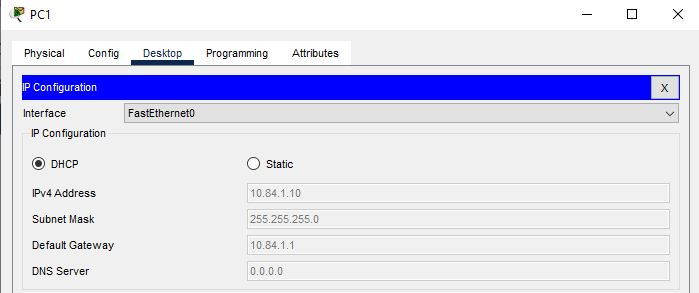 PC1
Physical Config Desktop Programming Attributes
IP Configuration X
Interface FastEthernet0
IP Configuration
DHCP Static
IPv4 Address 10.84.1.10
Subnet Mask 255.255.255.0
Default Gateway 10.84.1.1
DNS Server 0.0.0.0